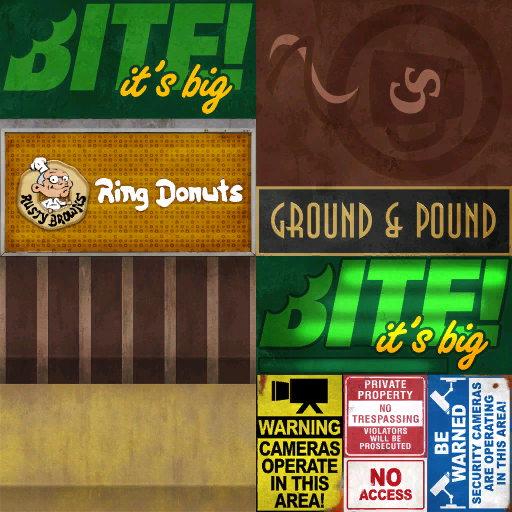 BITE!
it's big
CS
RUSTY BROWN'S
Ring Donuts
GROUND & POUND
BITE!
it's big
WARNING
CAMERAS
OPERATE
IN THIS
AREA!
PRIVATE
PROPERTY
NO
TRESPASSING
VIOLATORS
WILL BE
PROSECUTED
NO
ACCESS
BE
WARNED
SECURITY CAMERAS
ARE OPERATING
IN THIS AREA!